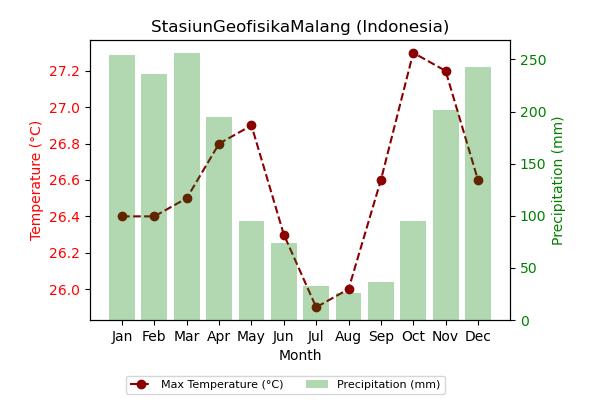 StasiunGeofisikaMalang (Indonesia)
27.2
27.0
26.8
26.6
26.4
26.2
26.0
Temperature (°C)
250
200
150
100
50
0
Precipitation (mm)
Jan Feb Mar Apr May Jun Jul Aug Sep Oct Nov Dec
Month
Max Temperature (°C) Precipitation (mm)